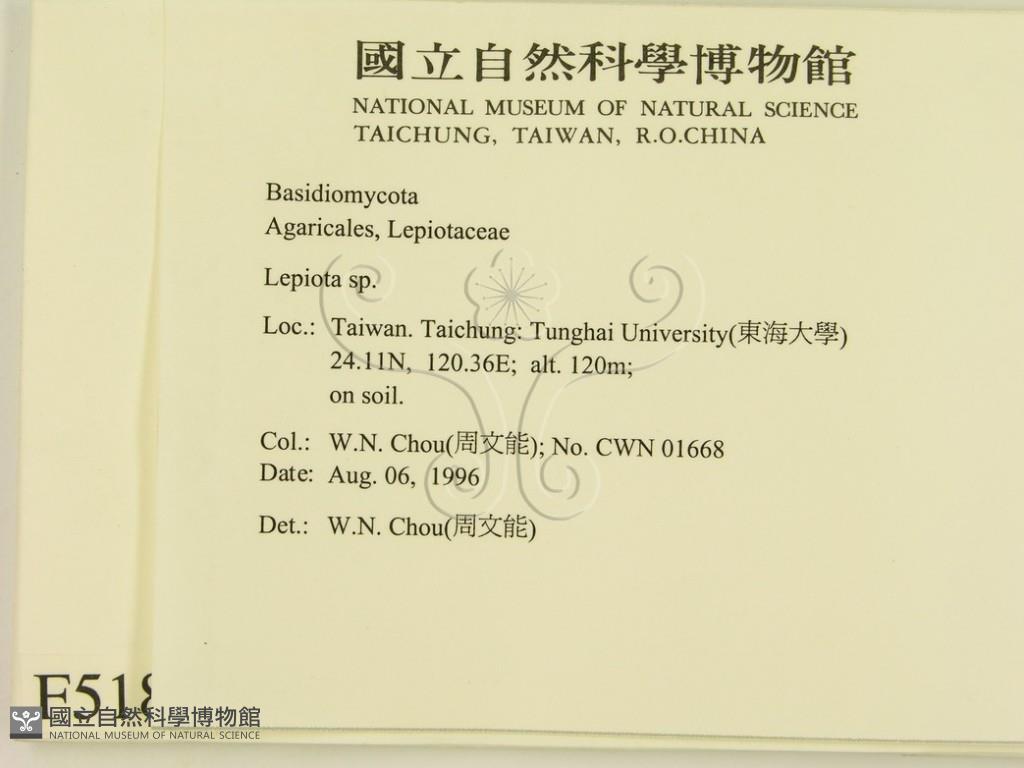 國立自然科學博物館
NATIONAL MUSEUM OF NATURAL SCIENCE
TAICHUNG, TAIWAN, R.O.CHINA
Basidiomycota
Agaricales, Lepiotaceae
Lepiota sp.
Loc.: Taiwan. Taichung: Tunghai University(東海大學)
24.11N, 120.36E; alt. 120m;
on soil.
Col.: W.N. Chou(周文能); No. CWN 01668
Date: Aug. 06, 1996
Det.: W.N. Chou(周文能)
F518
國立自然科學博物館
NATIONAL MUSEUM OF NATURAL SCIENCE